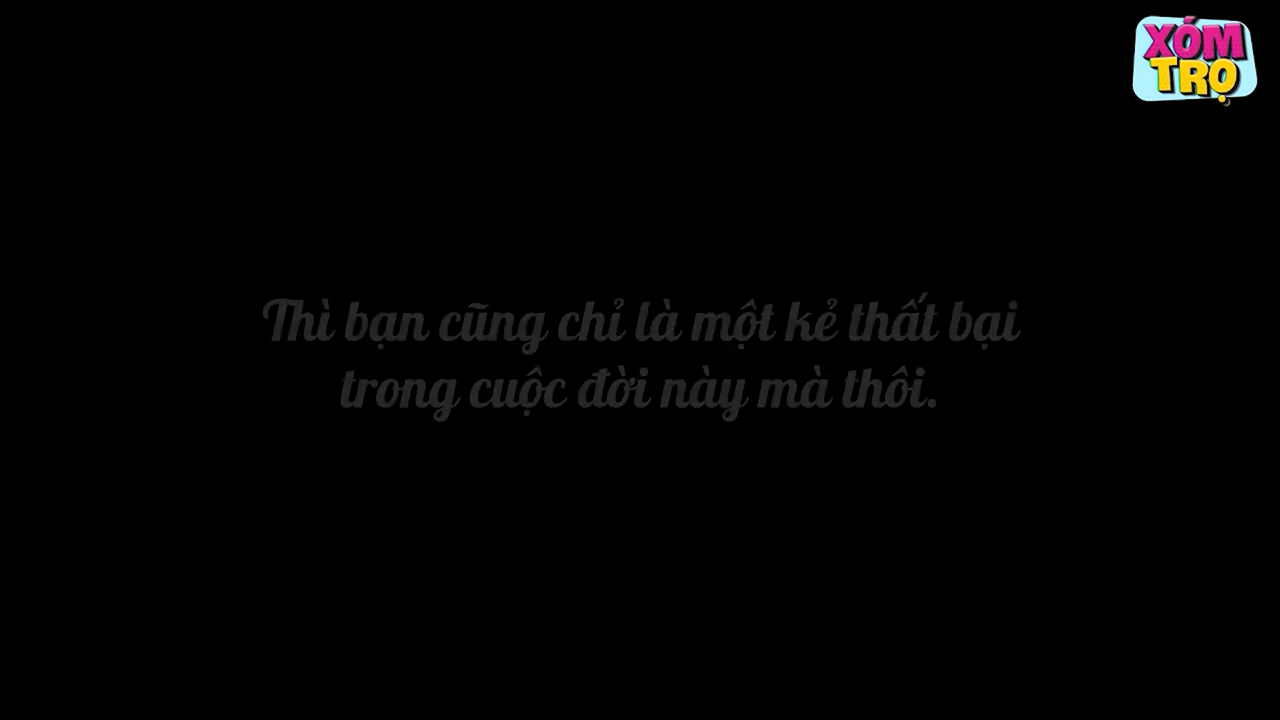 XÓM
TRỌ
Thì bạn cũng chỉ là một kẻ thất bại
trong cuộc đời này mà thôi.